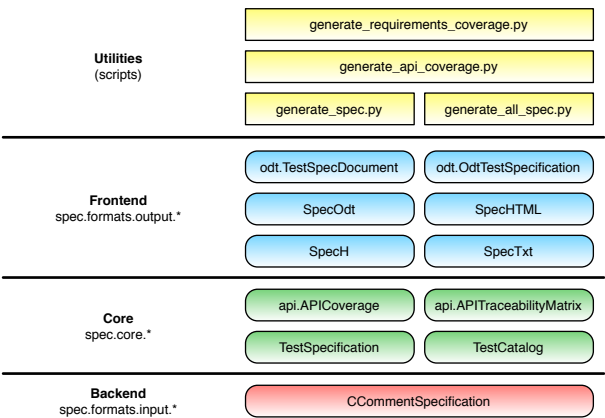 generate_requirements_coverage.py
Utilities
(scripts)
generate_api_coverage.py
generate_spec.py
generate_all_spec.py
odt.TestSpecDocument
odt.OdtTestSpecification
Frontend
spec.formats.output.*
SpecOdt
SpecHTML
SpecH
SpecTxt
api.APICoverage
api.APITraceabilityMatrix
Core
spec.core.*
TestSpecification
TestCatalog
Backend
spec.formats.input.*
CCommentSpecification